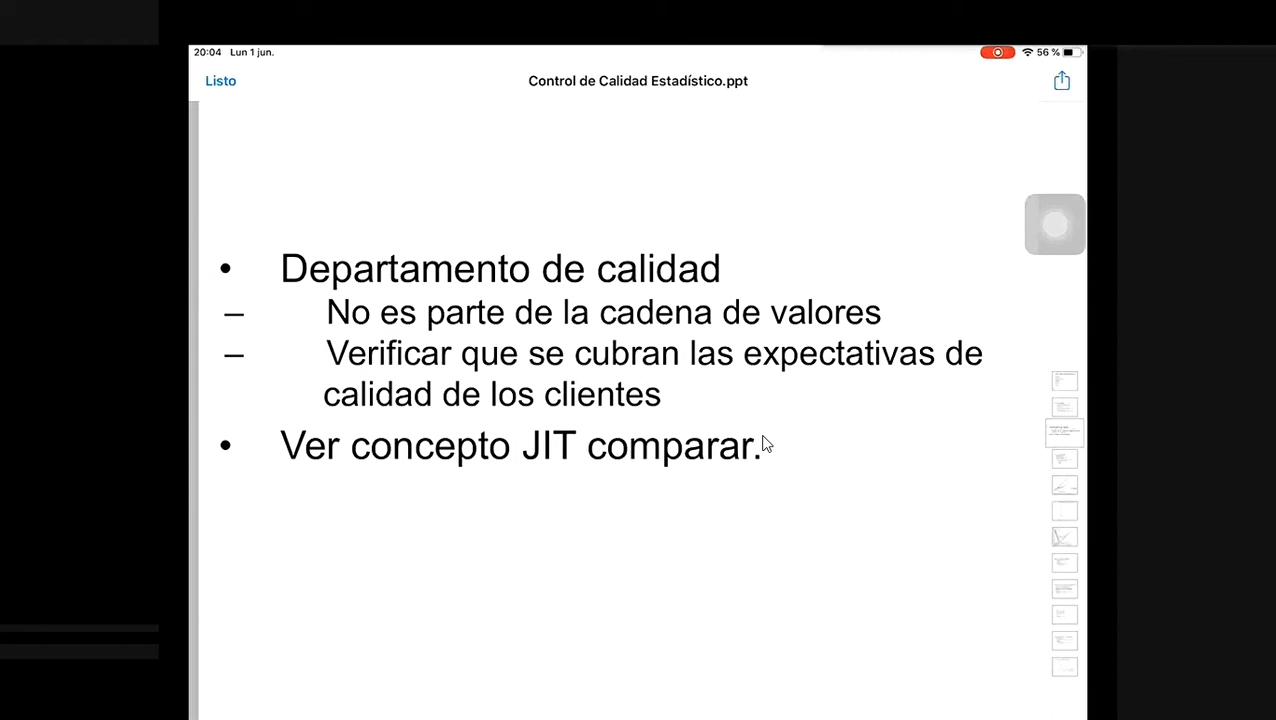 20:04 Lun 1 jun. 56 %
Listo Control de Calidad Estadístico.ppt
• Departamento de calidad
– No es parte de la cadena de valores
– Verificar que se cubran las expectativas de
calidad de los clientes
• Ver concepto JIT comparar.